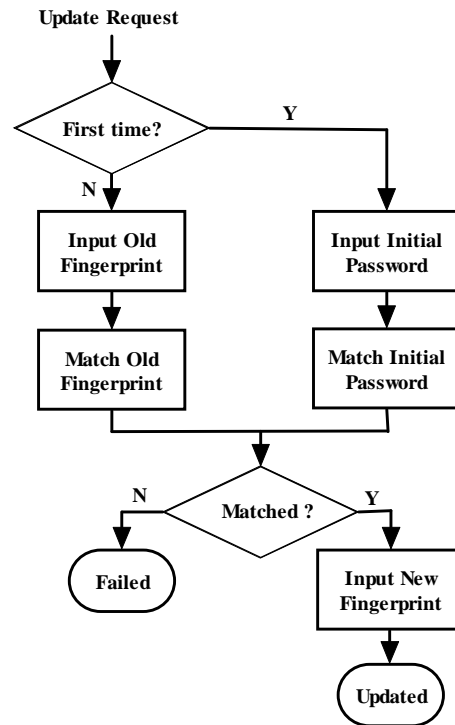 Update Request
First time?
Y
N
Input Old
Fingerprint
Input Initial
Password
Match Old
Fingerprint
Match Initial
Password
N
Matched ?
Y
Failed
Input New
Fingerprint
Updated